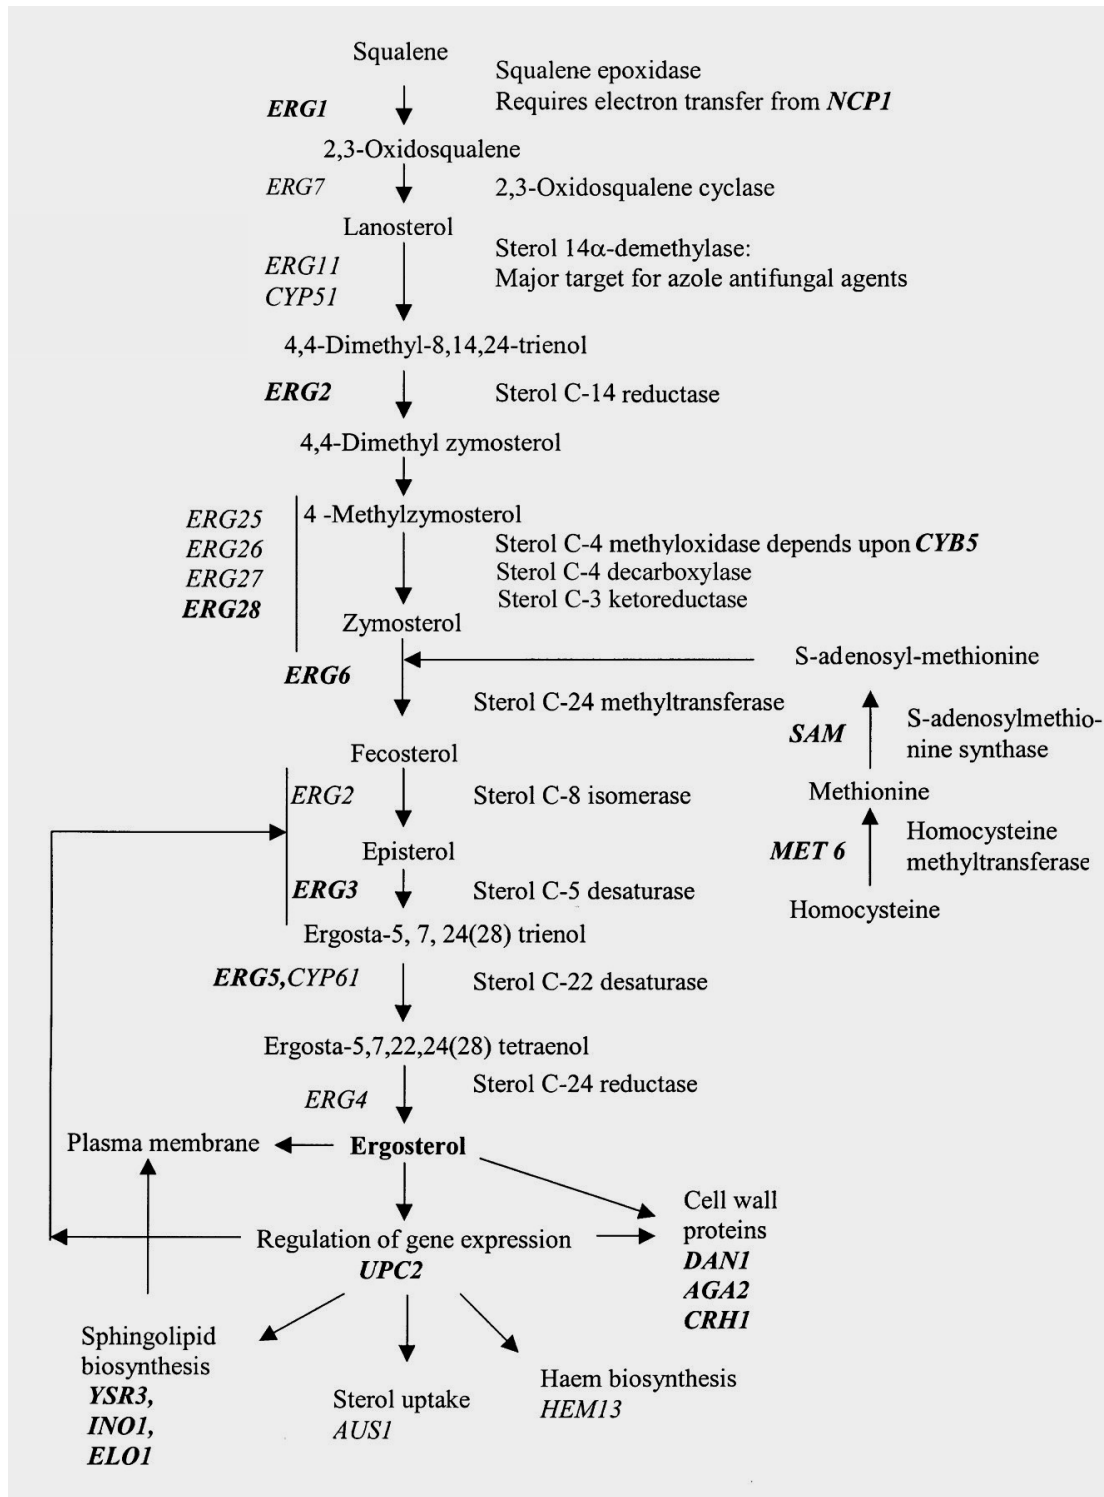 Squalene
Squalene epoxidase
Requires electron transfer from NCP1
ERG1
2,3-Oxidosqualene
ERG7
2,3-Oxidosqualene cyclase
Lanosterol
Sterol 14α-demethylase:
Major target for azole antifungal agents
ERG11
CYP51
4,4-Dimethyl-8,14,24-trienol
ERG2
Sterol C-14 reductase
4,4-Dimethyl zymosterol
ERG25
ERG26
ERG27
ERG28
4 -Methylzymosterol
Sterol C-4 methyloxidase depends upon CYB5
Sterol C-4 decarboxylase
Sterol C-3 ketoreductase
Zymosterol
S-adenosyl-methionine
ERG6
Sterol C-24 methyltransferase
SAM
S-adenosylmethio-
nine synthase
Fecosterol
Methionine
ERG2
Sterol C-8 isomerase
MET 6
Homocysteine
methyltransferase
Episterol
ERG3
Sterol C-5 desaturase
Homocysteine
Ergosta-5, 7, 24(28) trienol
ERG5,CYP61
Sterol C-22 desaturase
Ergosta-5,7,22,24(28) tetraenol
ERG4
Sterol C-24 reductase
Plasma membrane
Ergosterol
Cell wall
proteins
DAN1
AGA2
CRH1
Regulation of gene expression
UPC2
Sphingolipid
biosynthesis
YSR3,
INO1,
ELO1
Sterol uptake
AUS1
Haem biosynthesis
HEM13